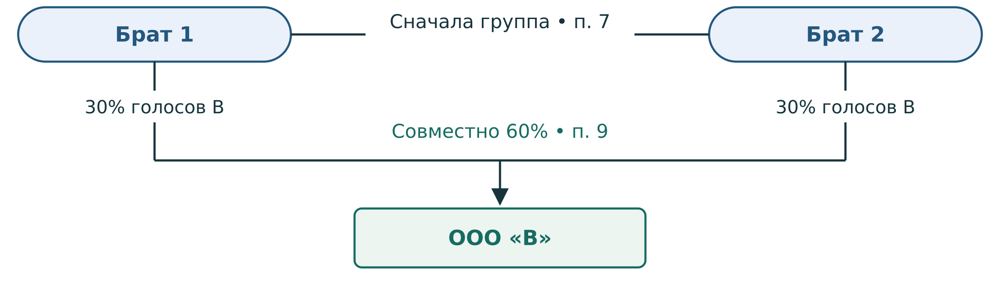 Брат 1
Сначала группа • п. 7
Брат 2
30% голосов В
30% голосов В
Совместно 60% • п. 9
ООО «В»